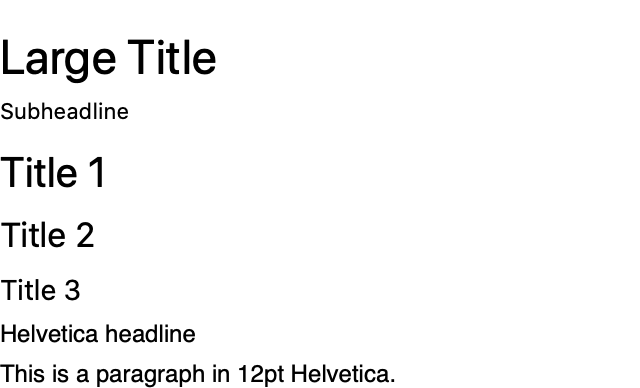 Large Title
Subheadline
Title 1
Title 2
Title 3
Helvetica headline
This is a paragraph in 12pt Helvetica.